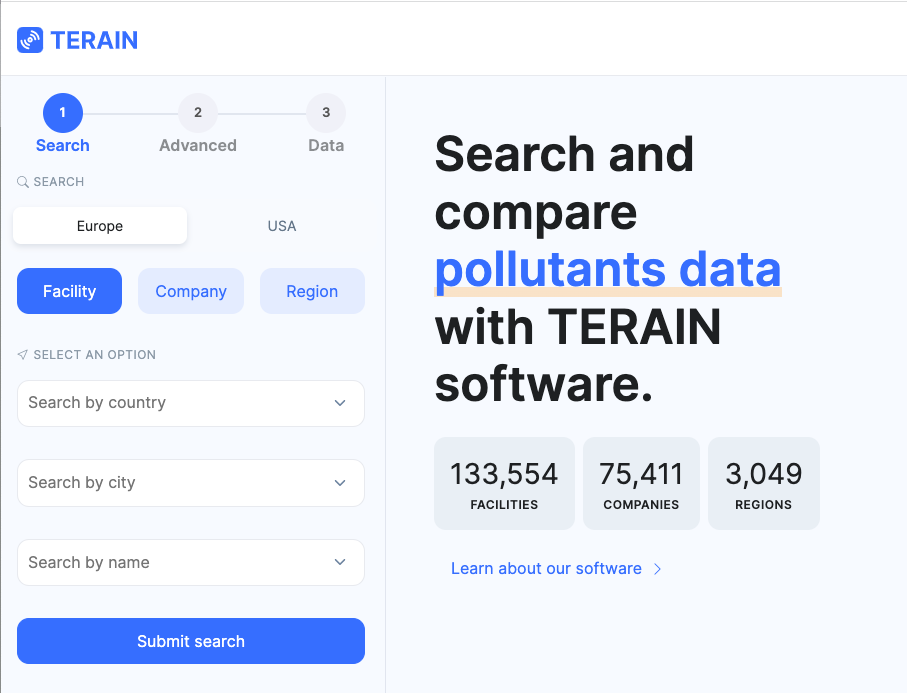 TERAIN
1
2
3
Search
Advanced
Data
SEARCH
Europe
USA
Facility
Company
Region
SELECT AN OPTION
Search by country
Search by city
Search by name
Submit search
Search and
compare
pollutants data
with TERAIN
software.
133,554
FACILITIES
75,411
COMPANIES
3,049
REGIONS
Learn about our software